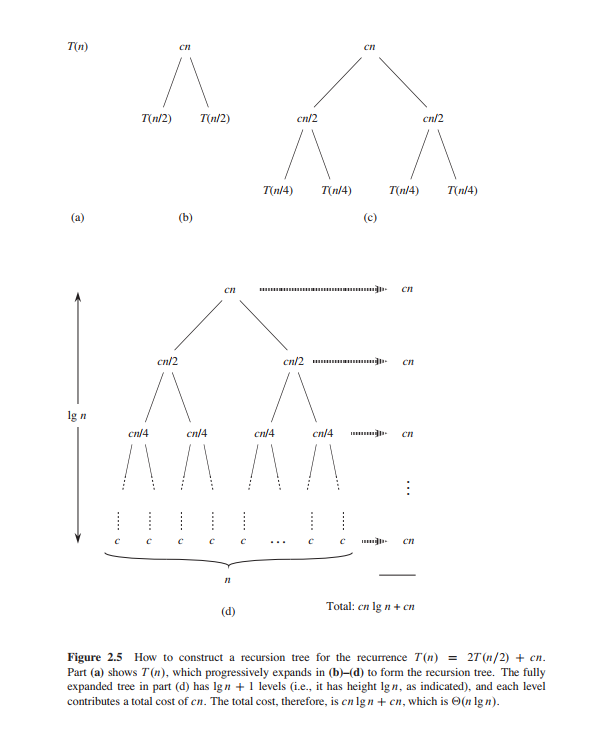 T(n) cn cn
T(n/2) T(n/2) cn/2 cn/2
T(n/4) T(n/4) T(n/4) T(n/4)
(a) (b) (c)
cn cn
cn/2 cn/2 cn
lg n
cn/4 cn/4 cn/4 cn/4 cn
c c c c c ... c c cn
n
(d) Total: cn lg n + cn
Figure 2.5 How to construct a recursion tree for the recurrence T(n) = 2T(n/2) + cn.
Part (a) shows T(n), which progressively expands in (b)–(d) to form the recursion tree. The fully
expanded tree in part (d) has lg n + 1 levels (i.e., it has height lg n, as indicated), and each level
contributes a total cost of cn. The total cost, therefore, is cn lg n + cn, which is Θ(n lg n).